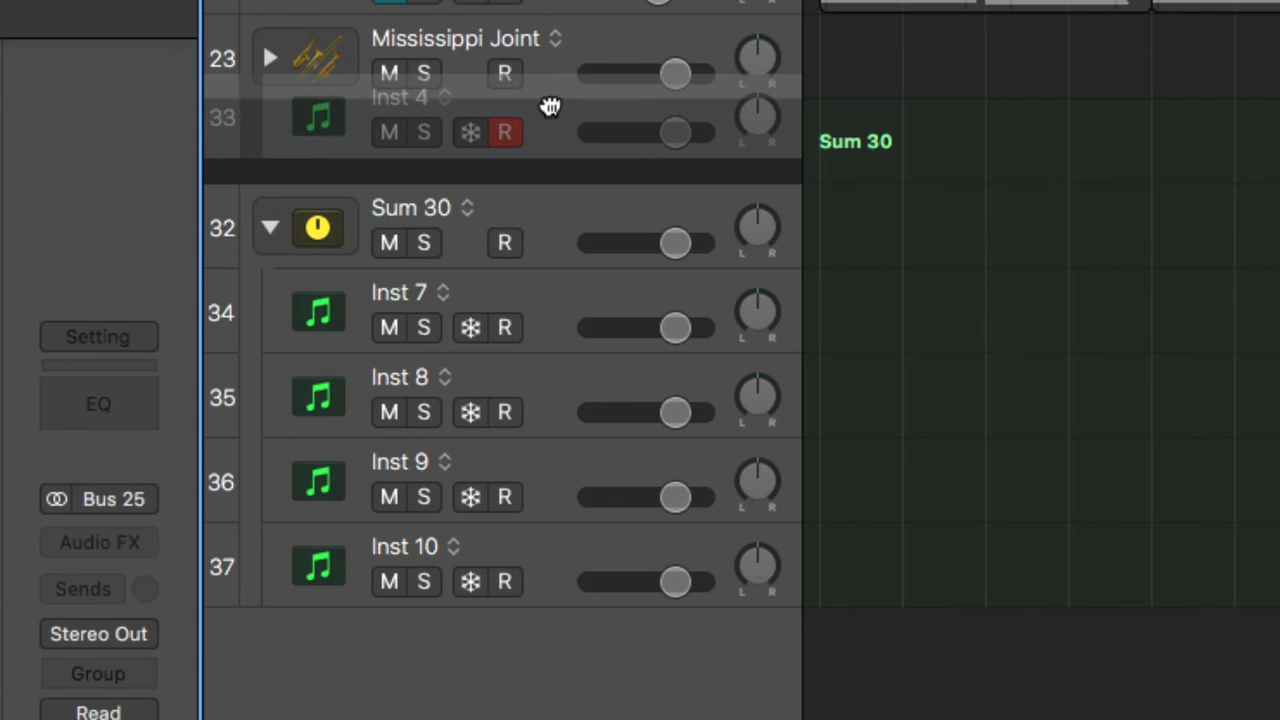 23 Mississippi Joint
M S R
L R
33 Inst 4
M S R
L R
Sum 30
32 Sum 30
M S R
L R
34 Inst 7
M S R
L R
35 Inst 8
M S R
L R
36 Inst 9
M S R
L R
37 Inst 10
M S R
L R
Setting
EQ
Bus 25
Audio FX
Sends
Stereo Out
Group
Read